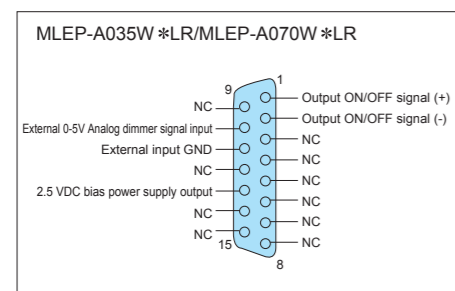 MLEP-A035W *LR/MLEP-A070W *LR
1
9
Output ON/OFF signal (+)
NC
Output ON/OFF signal (-)
External 0-5V Analog dimmer signal input
NC
External input GND
NC
NC
NC
2.5 VDC bias power supply output
NC
NC
NC
NC
15
NC
8